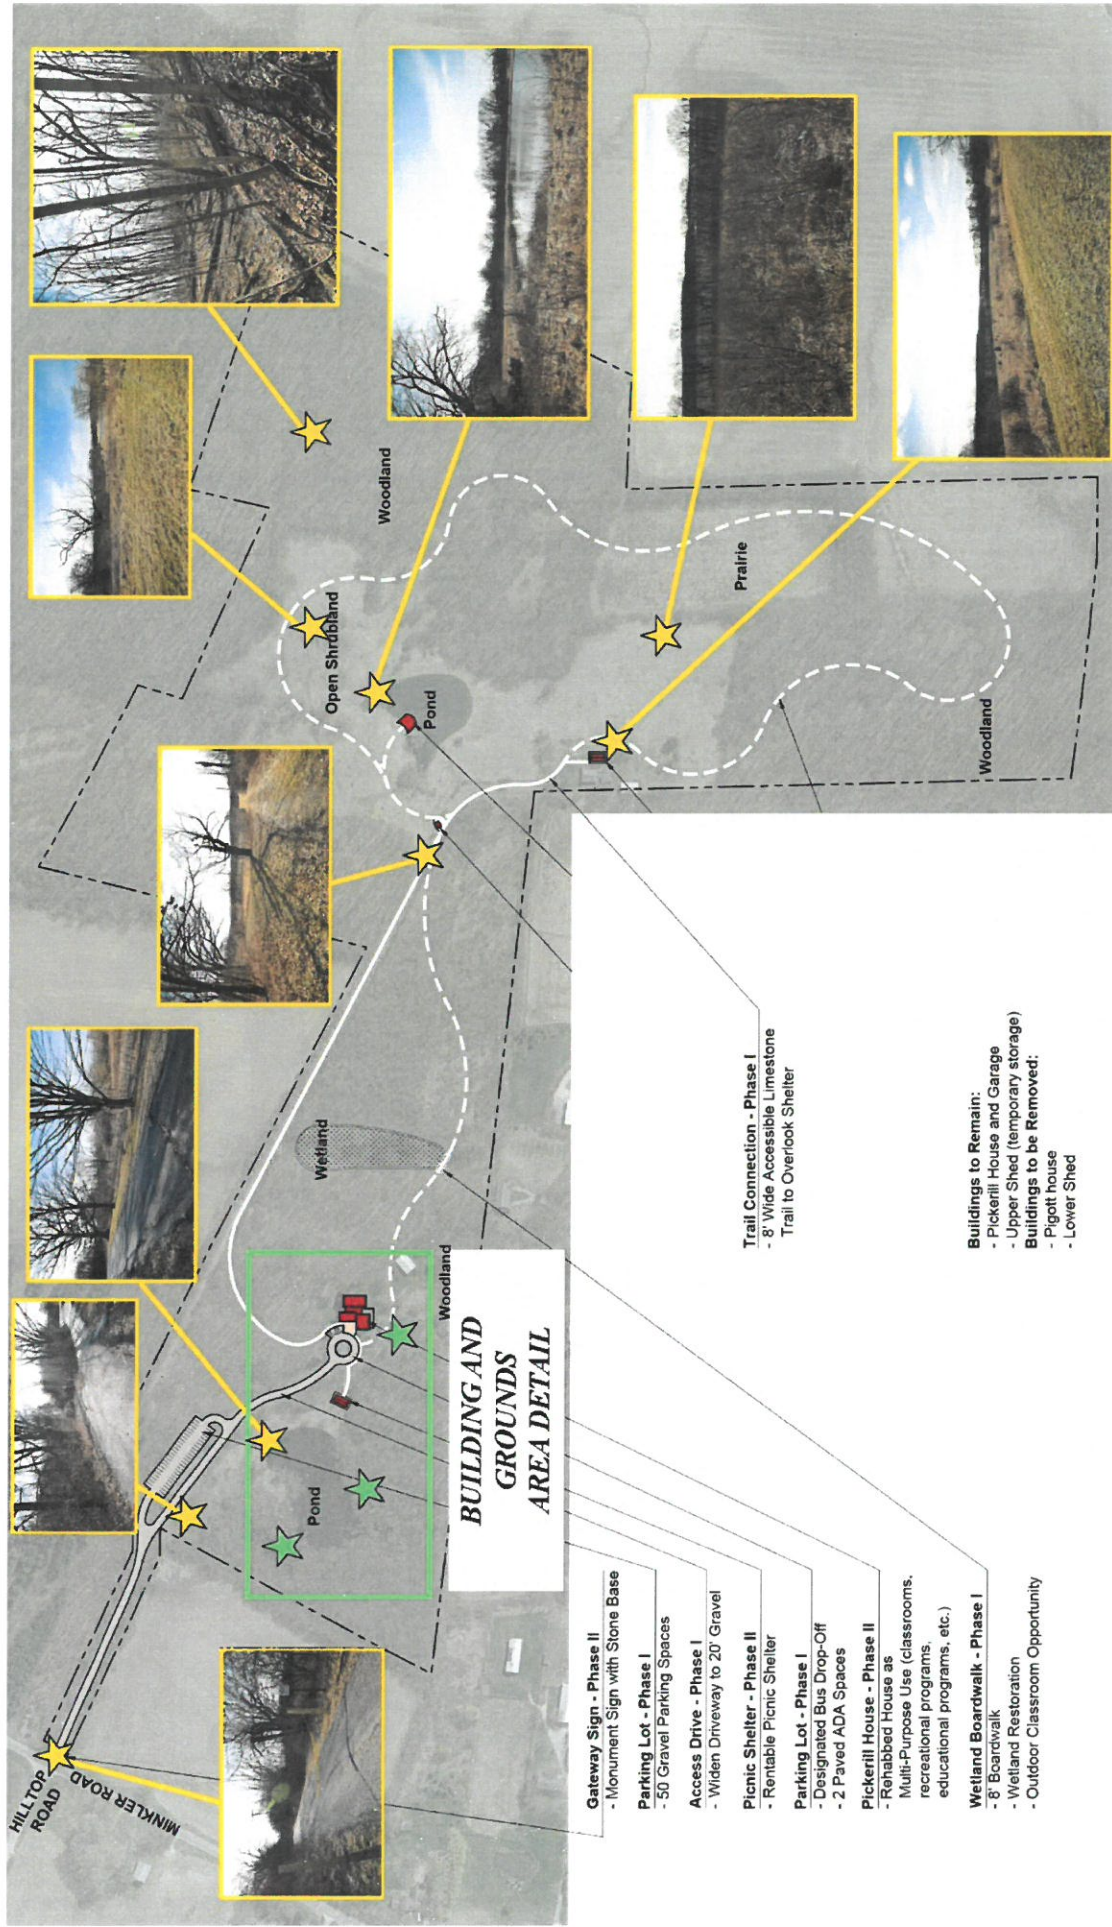 HILLTOP
ROAD
MINKLER ROAD
Pond
Wetland
Woodland
Open Shrubland
Pond
Woodland
Prairie
Woodland
BUILDING AND
GROUNDS
AREA DETAIL
Gateway Sign - Phase II
- Monument Sign with Stone Base
Parking Lot - Phase I
- 50 Gravel Parking Spaces
Access Drive - Phase I
- Widen Driveway to 20' Gravel
Picnic Shelter - Phase II
- Rentable Picnic Shelter
Parking Lot - Phase I
- Designated Bus Drop-Off
- 2 Paved ADA Spaces
Pickerill House - Phase II
- Rehabbed House as
Multi-Purpose Use (classrooms,
recreational programs,
educational programs, etc.)
Wetland Boardwalk - Phase I
- 8' Boardwalk
- Wetland Restoration
- Outdoor Classroom Opportunity
Trail Connection - Phase I
- 8' Wide Accessible Limestone
Trail to Overlook Shelter
Buildings to Remain:
- Pickerill House and Garage
- Upper Shed (temporary storage)
Buildings to be Removed:
- Pigott house
- Lower Shed